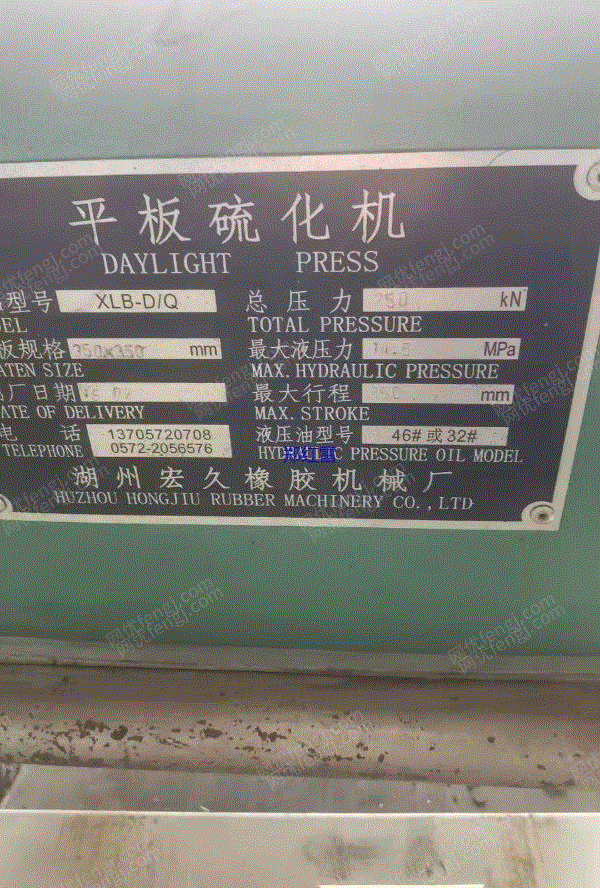 平板硫化机
DAYLIGHT PRESS
型号 XLB-D/Q 总压力 kN
TOTAL PRESSURE
板规格 350x350 mm 最大液压力 MPa
ATEN SIZE MAX. HYDRAULIC PRESSURE
厂日期 最大行程 mm
ATE OF DELIVERY MAX. STROKE
电话 13705720708 液压油型号 46#或32#
TELEPHONE 0572-2056576 PRESSURE OIL MODEL
湖州宏久橡胶机械厂
HUZHOU HONGJIU RUBBER MACHINERY CO.,LTD